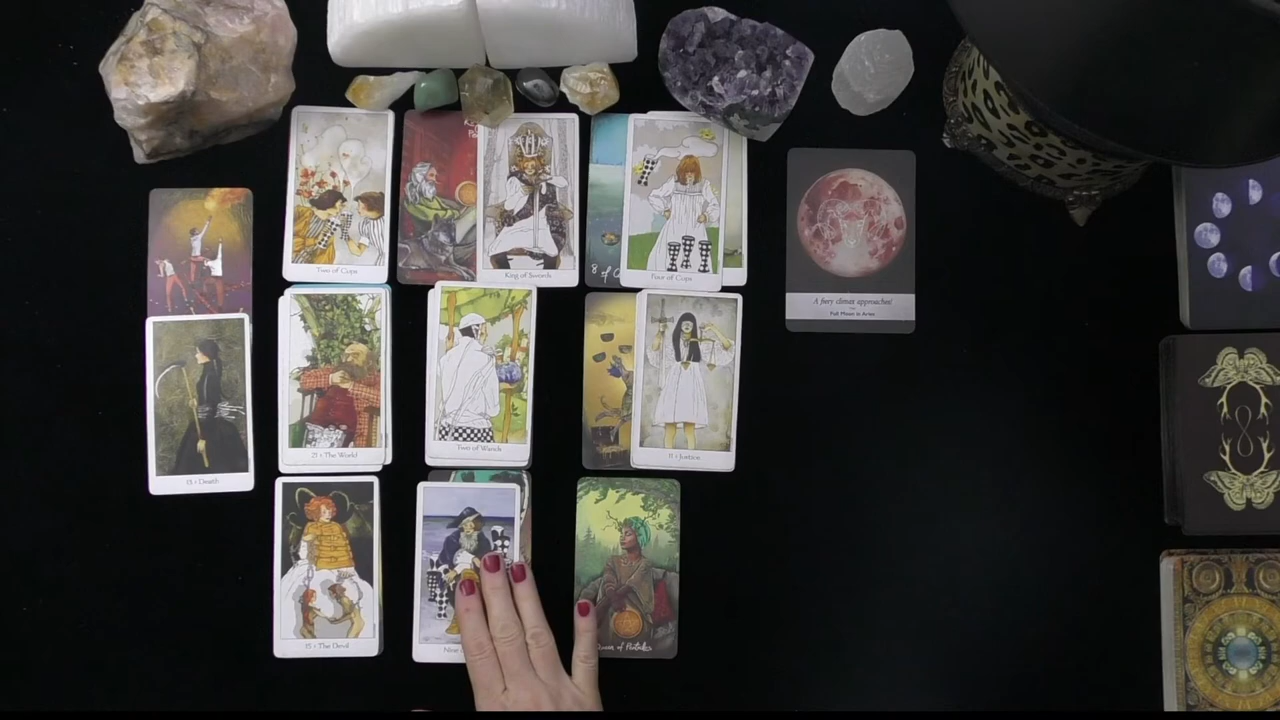 Two of Cups
King of Swords
8 of
Four of Cups
A fiery climax approaches!
Full Moon in Aries
13 : Death
21 : The World
Two of Wands
11 : Justice
15 : The Devil
Nine
Queen of Pentacles